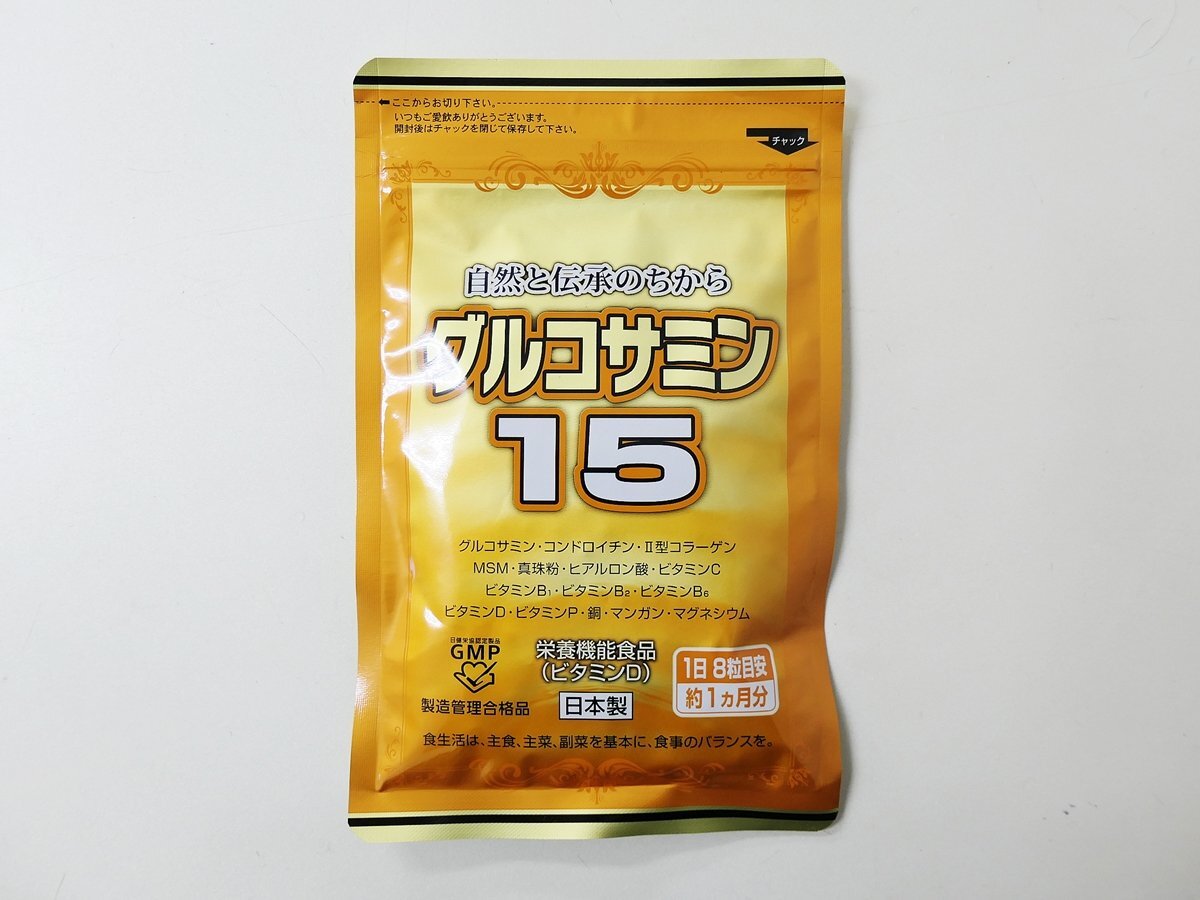 ここからお切り下さい。
いつもご愛飲ありがとうございます。
開封後はチャックを閉じて保存して下さい。
チャック
自然と伝承のちから
グルコサミン
15
グルコサミン・コンドロイチン・Ⅱ型コラーゲン
MSM・真珠粉・ヒアルロン酸・ビタミンC
ビタミンB₁・ビタミンB₂・ビタミンB₆
ビタミンD・ビタミンP・銅・マンガン・マグネシウム
日健栄協認定製品
GMP
製造管理合格品
栄養機能食品
(ビタミンD)
日本製
1日 8粒目安
約1ヵ月分
食生活は、主食、主菜、副菜を基本に、食事のバランスを。